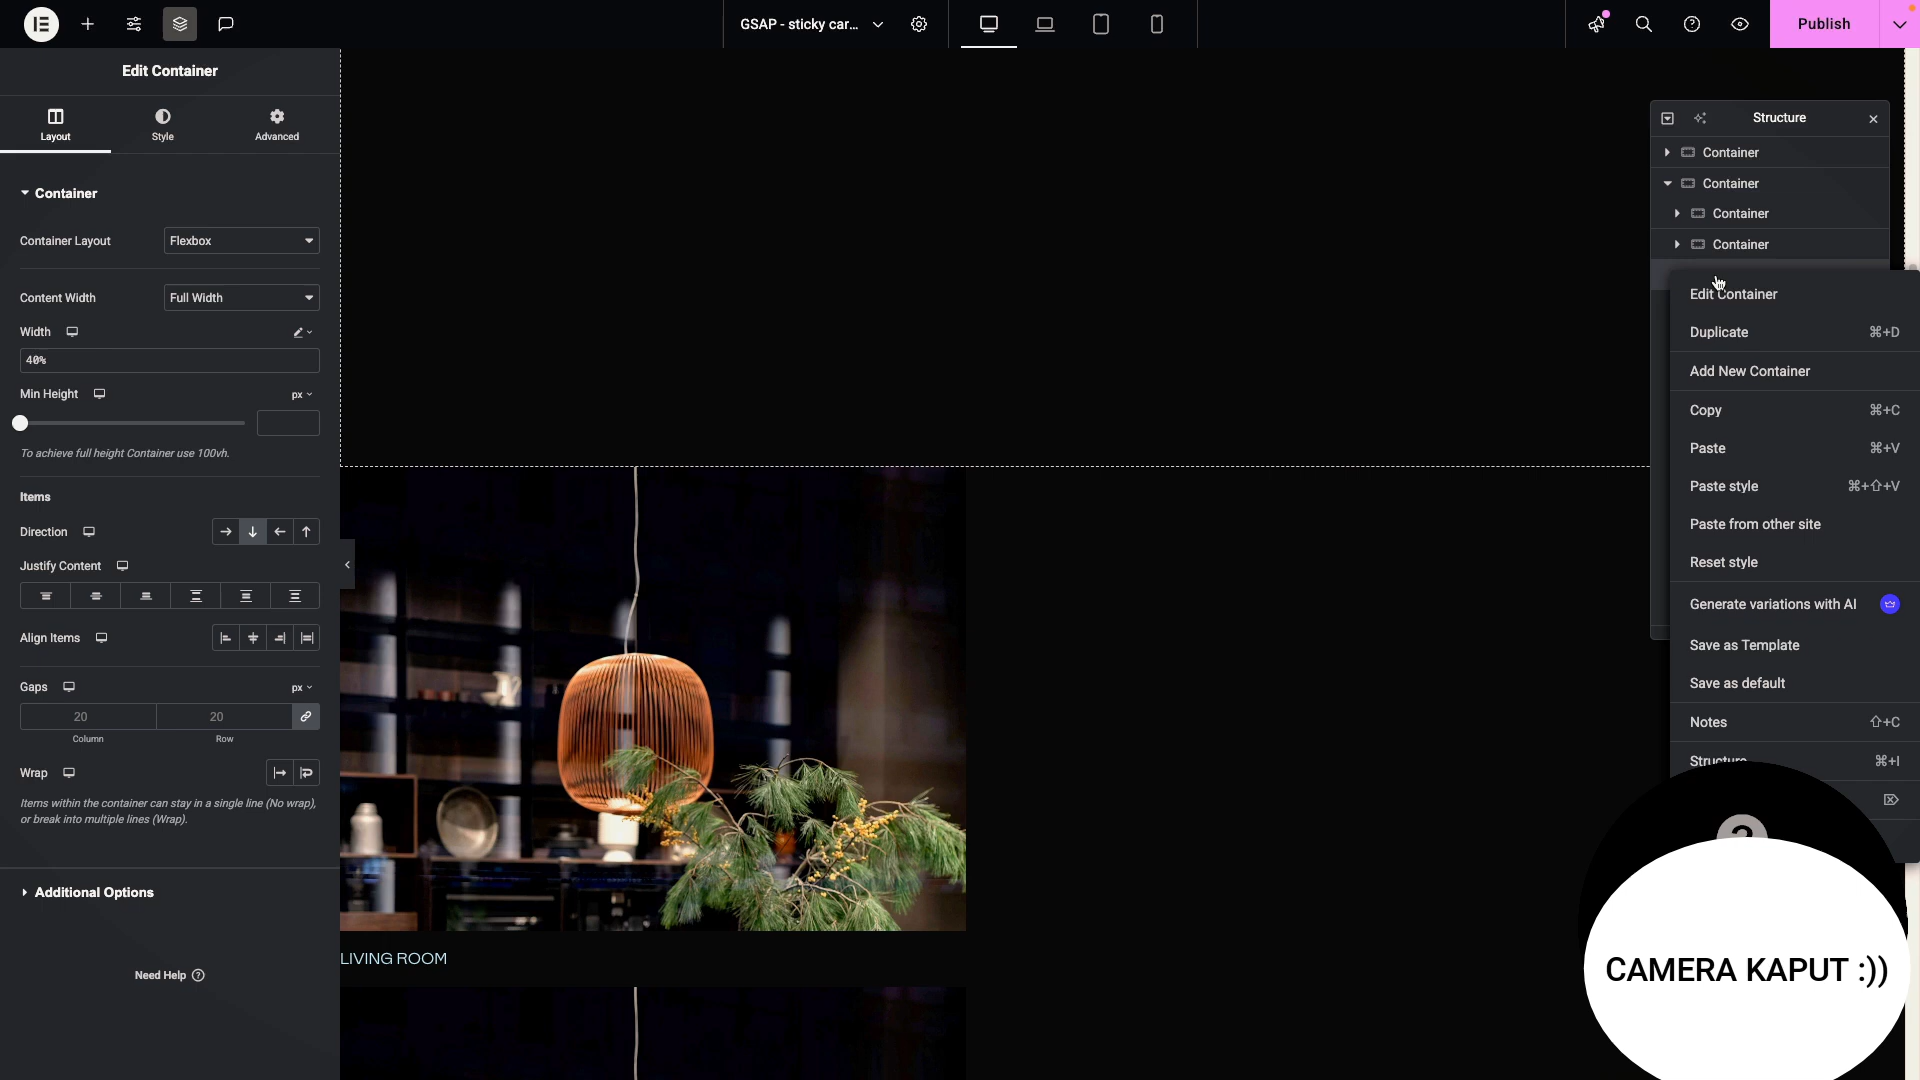 GSAP - sticky car...
Publish
Edit Container
Layout
Style
Advanced
Container
Container Layout
Flexbox
Content Width
Full Width
Width
40%
Min Height
px
To achieve full height Container use 100vh.
Items
Direction
Justify Content
Align Items
Gaps
px
20
20
Column
Row
Wrap
Items within the container can stay in a single line (No wrap),
or break into multiple lines (Wrap).
Additional Options
Need Help
LIVING ROOM
Structure
Container
Container
Container
Container
Edit Container
Duplicate ⌘+D
Add New Container
Copy ⌘+C
Paste ⌘+V
Paste style ⌘+⇧+V
Paste from other site
Reset style
Generate variations with AI
Save as Template
Save as default
Notes ⇧+C
Structure ⌘+I
CAMERA KAPUT :))